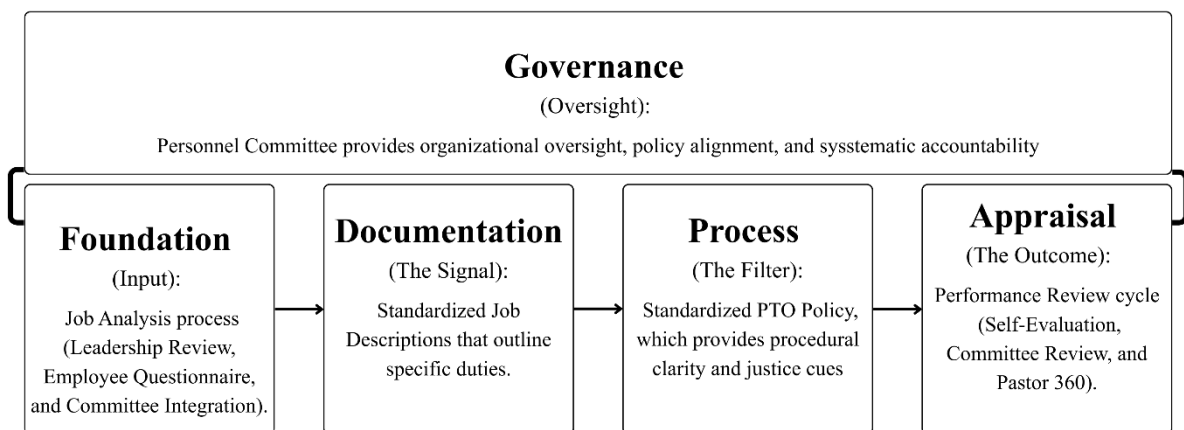 Governance
(Oversight):
Personnel Committee provides organizational oversight, policy alignment, and sysstematic accountability
Foundation
(Input):
Job Analysis process
(Leadership Review,
Employee Questionnaire,
and Committee Integration).
Documentation
(The Signal):
Standardized Job
Descriptions that outline
specific duties.
Process
(The Filter):
Standardized PTO Policy,
which provides procedural
clarity and justice cues
Appraisal
(The Outcome):
Performance Review cycle
(Self-Evaluation,
Committee Review, and
Pastor 360).